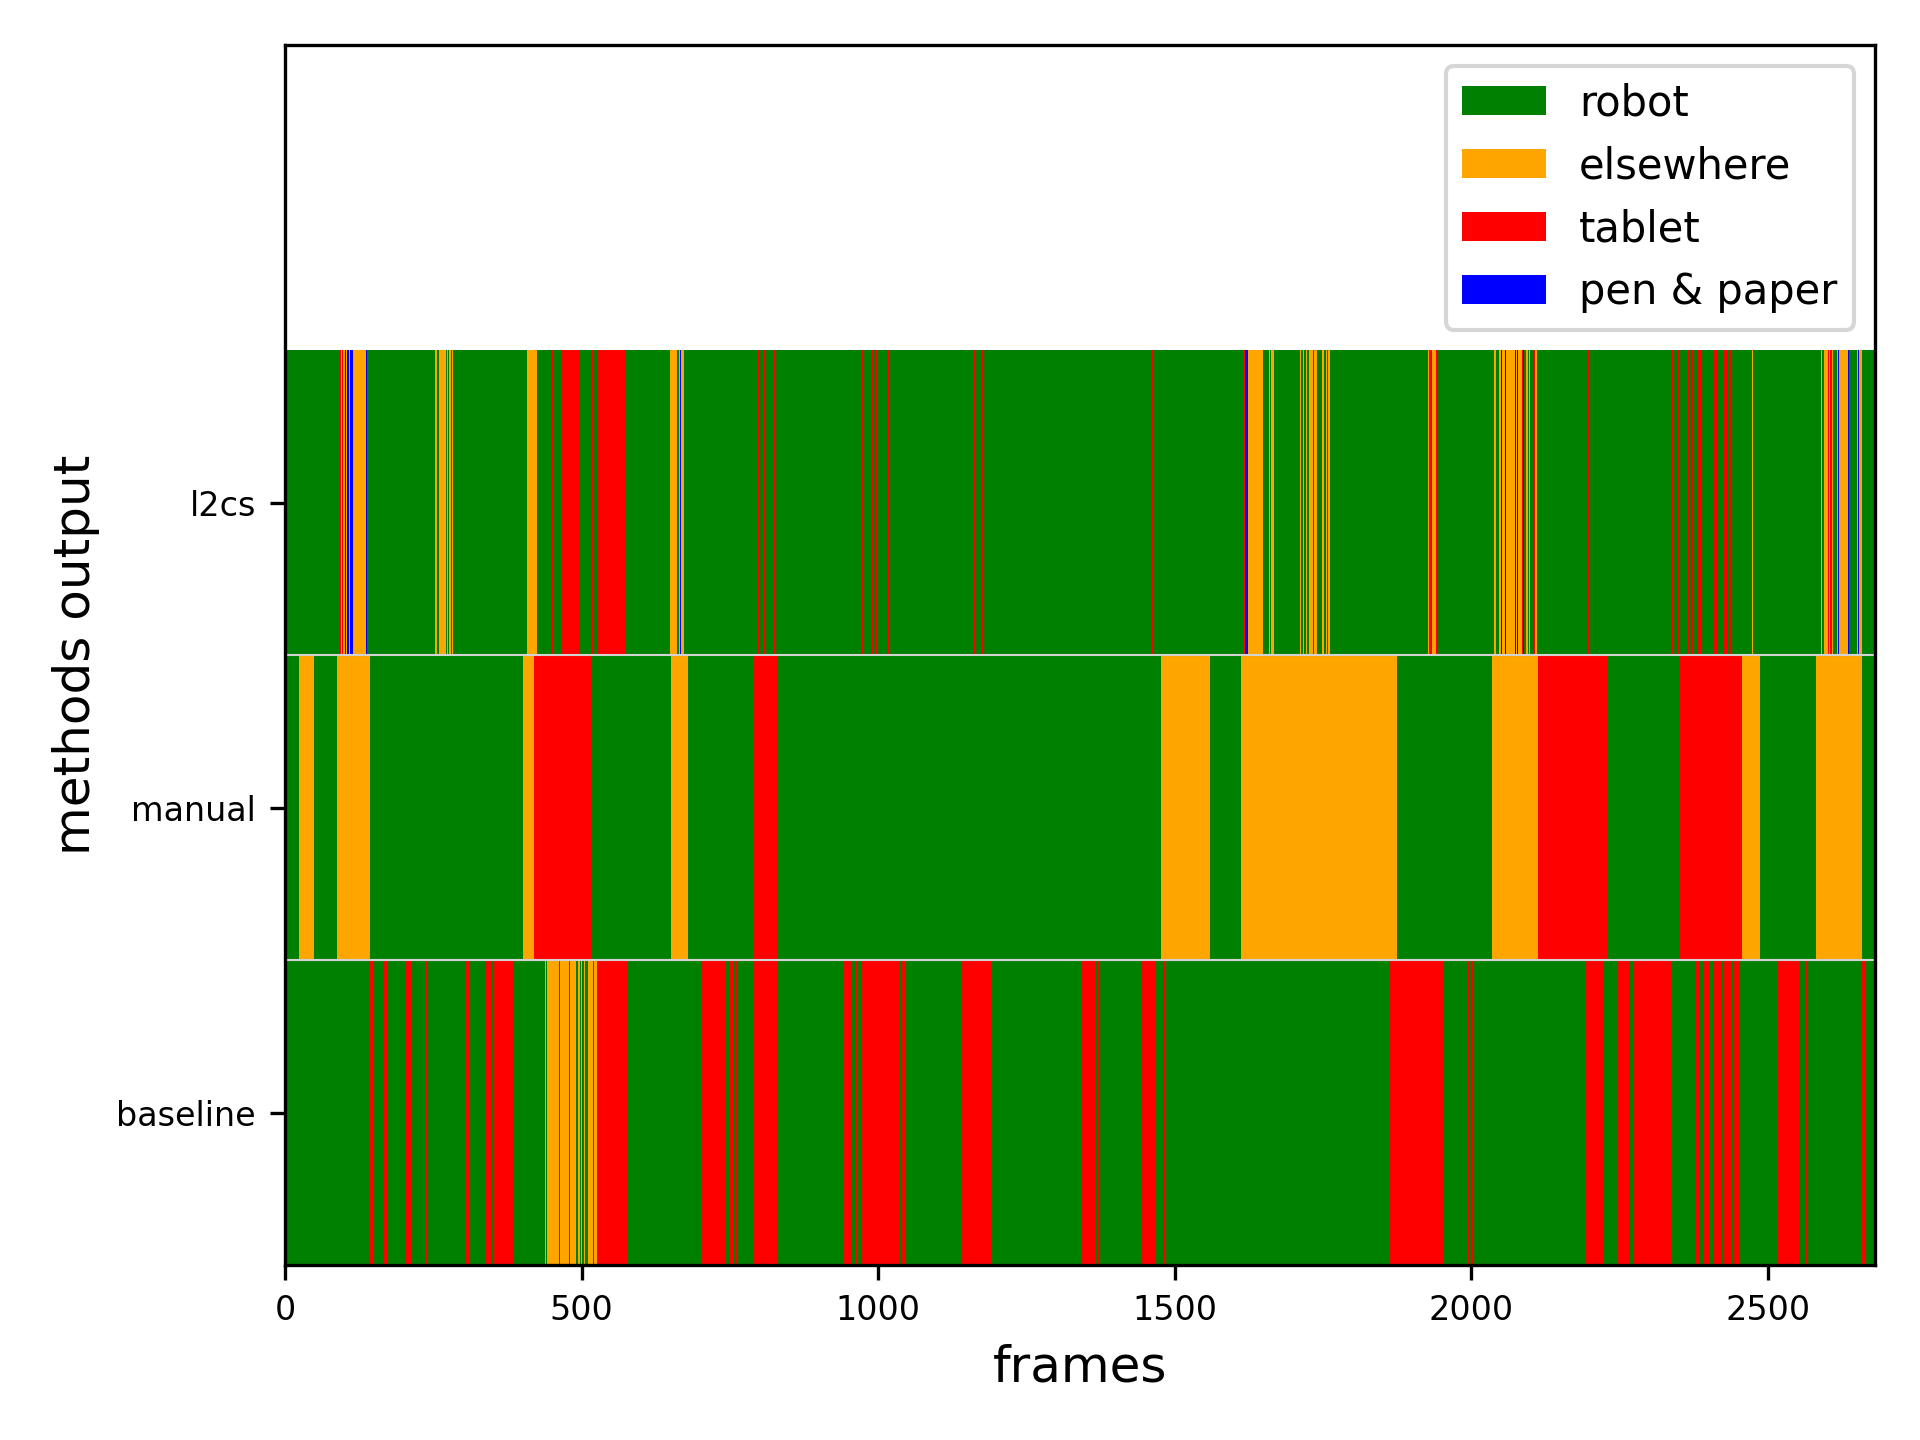 robot
elsewhere
tablet
pen & paper
methods output
l2cs
manual
baseline
0 500 1000 1500 2000 2500
frames